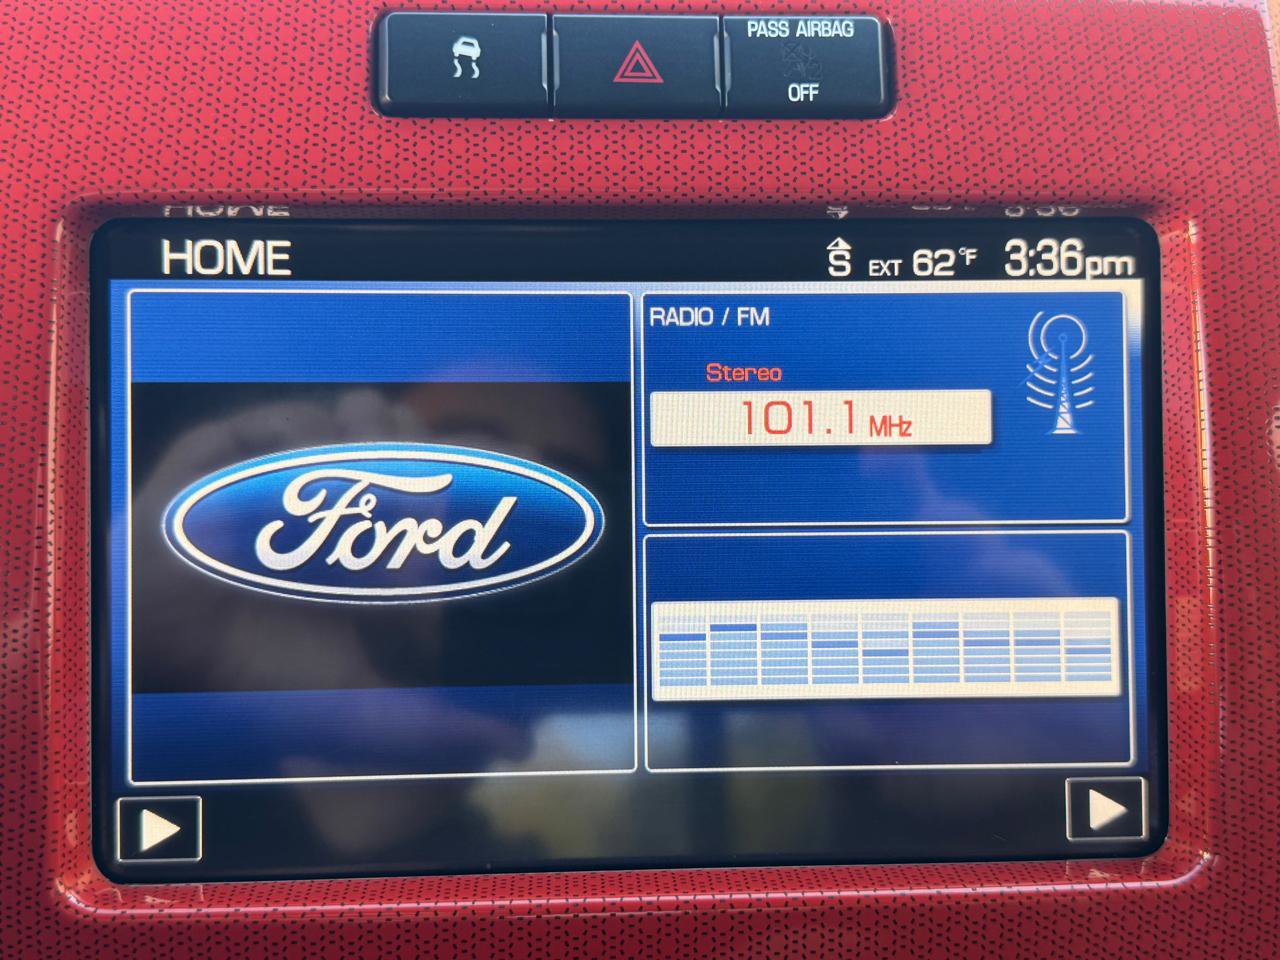 PASS AIRBAG
OFF
HOME
S EXT 62°F 3:36pm
RADIO / FM
Stereo
101.1 MHz
Ford